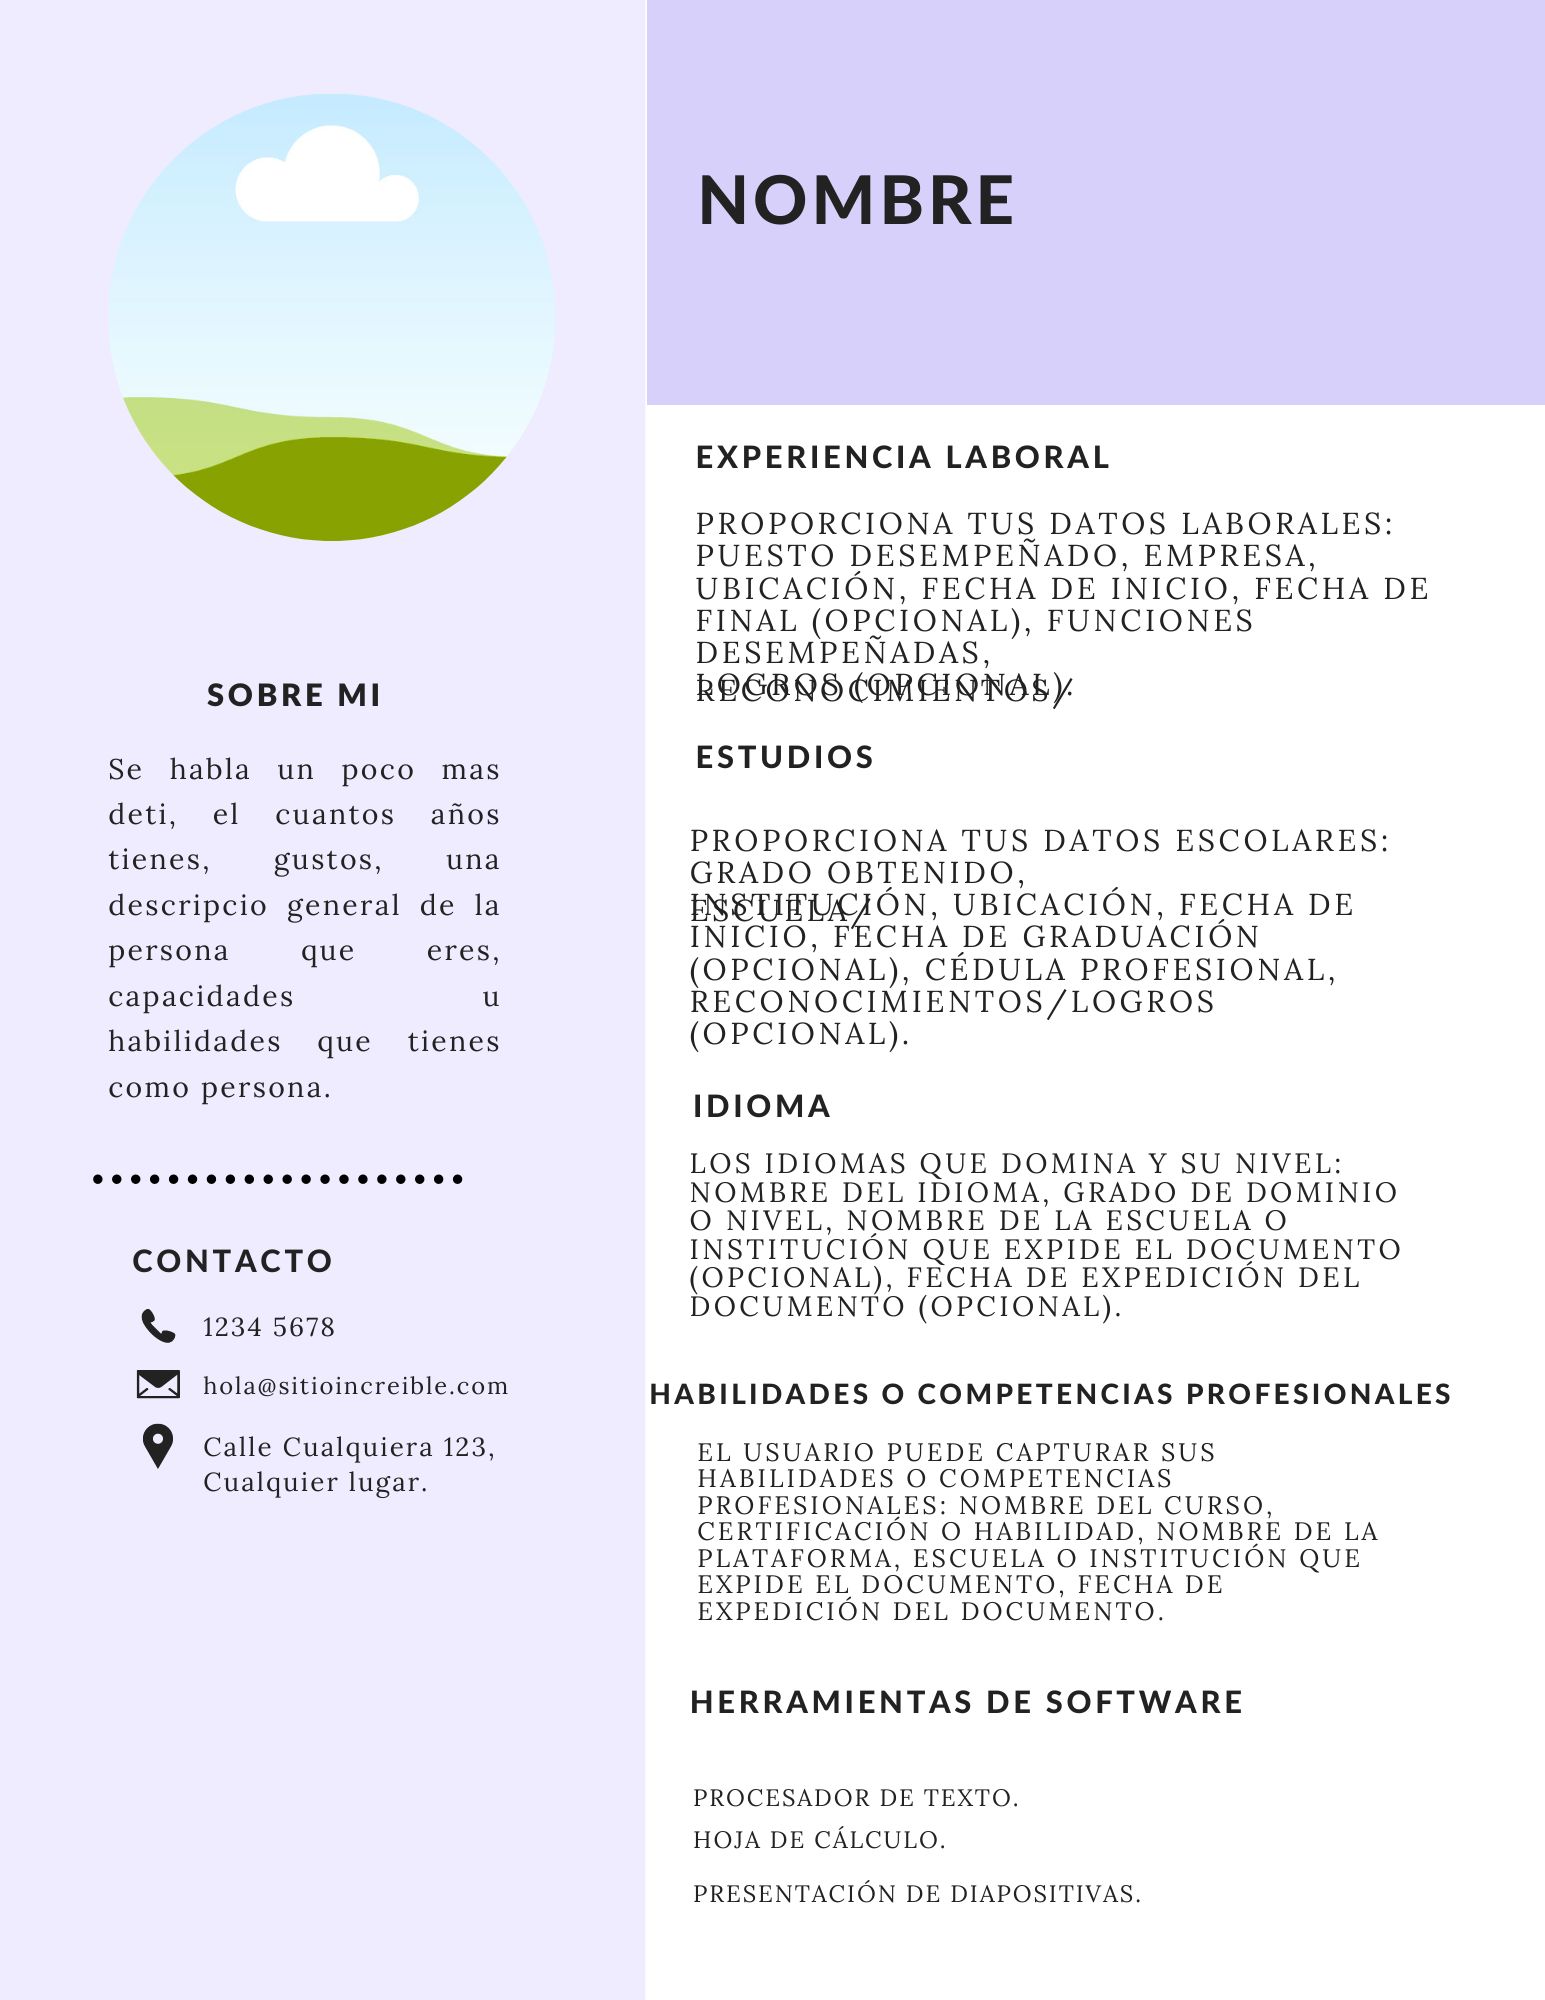 NOMBRE
SOBRE MI
Se habla un poco mas
deti, el cuantos años
tienes, gustos, una
descripcio general de la
persona que eres,
capacidades u
habilidades que tienes
como persona.
CONTACTO
1234 5678
hola@sitioincreible.com
Calle Cualquiera 123,
Cualquier lugar.
EXPERIENCIA LABORAL
PROPORCIONA TUS DATOS LABORALES:
PUESTO DESEMPEÑADO, EMPRESA,
UBICACIÓN, FECHA DE INICIO, FECHA DE
FINAL (OPCIONAL), FUNCIONES
DESEMPEÑADAS,
RECONOCIMIENTOS/
LOGROS (OPCIONAL).
ESTUDIOS
PROPORCIONA TUS DATOS ESCOLARES:
GRADO OBTENIDO,
ESCUELA/
INSTITUCIÓN, UBICACIÓN, FECHA DE
INICIO, FECHA DE GRADUACIÓN
(OPCIONAL), CÉDULA PROFESIONAL,
RECONOCIMIENTOS/LOGROS
(OPCIONAL).
IDIOMA
LOS IDIOMAS QUE DOMINA Y SU NIVEL:
NOMBRE DEL IDIOMA, GRADO DE DOMINIO
O NIVEL, NOMBRE DE LA ESCUELA O
INSTITUCIÓN QUE EXPIDE EL DOCUMENTO
(OPCIONAL), FECHA DE EXPEDICIÓN DEL
DOCUMENTO (OPCIONAL).
HABILIDADES O COMPETENCIAS PROFESIONALES
EL USUARIO PUEDE CAPTURAR SUS
HABILIDADES O COMPETENCIAS
PROFESIONALES: NOMBRE DEL CURSO,
CERTIFICACIÓN O HABILIDAD, NOMBRE DE LA
PLATAFORMA, ESCUELA O INSTITUCIÓN QUE
EXPIDE EL DOCUMENTO, FECHA DE
EXPEDICIÓN DEL DOCUMENTO.
HERRAMIENTAS DE SOFTWARE
PROCESADOR DE TEXTO.
HOJA DE CÁLCULO.
PRESENTACIÓN DE DIAPOSITIVAS.